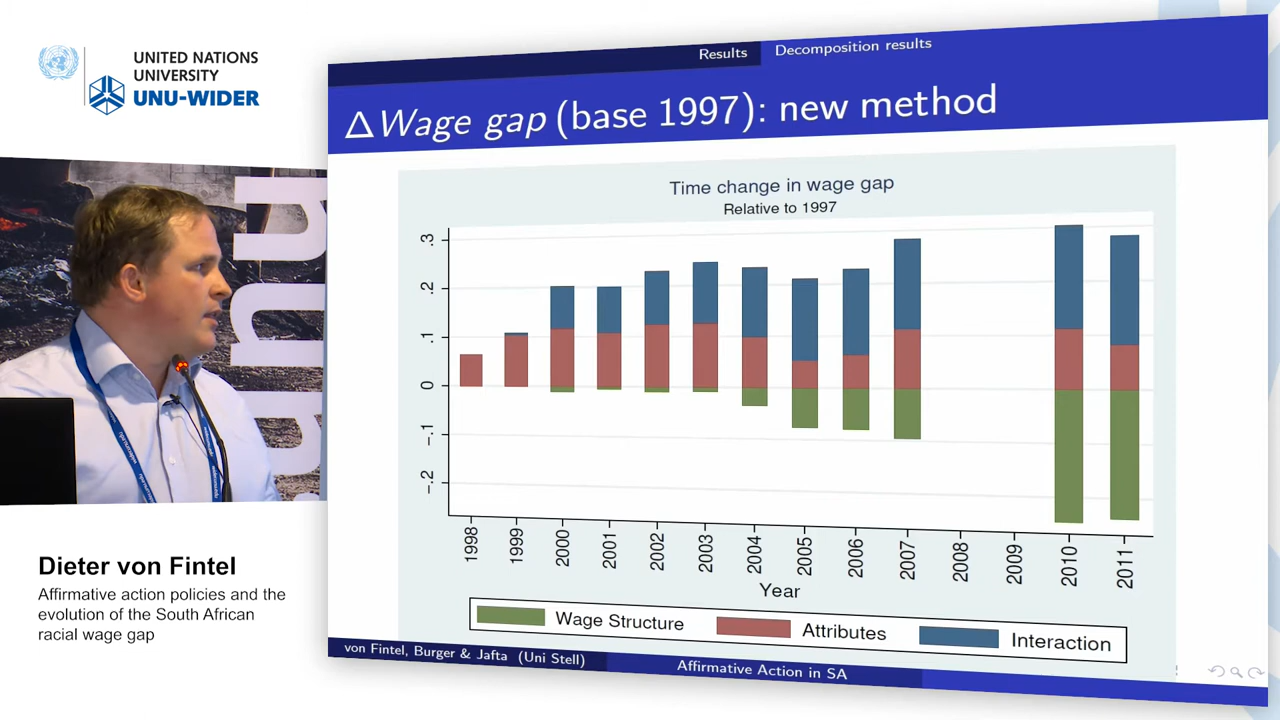 UNITED NATIONS
UNIVERSITY
UNU-WIDER
unu
Dieter von Fintel
Affirmative action policies and the
evolution of the South African
racial wage gap
Results
Decomposition results
ΔWage gap (base 1997): new method
Time change in wage gap
Relative to 1997
.3
.2
.1
0
-.1
-.2
1998
1999
2000
2001
2002
2003
2004
2005
2006
2007
2008
2009
2010
2011
Year
Wage Structure
Attributes
Interaction
von Fintel, Burger & Jafta (Uni Stell)
Affirmative Action in SA